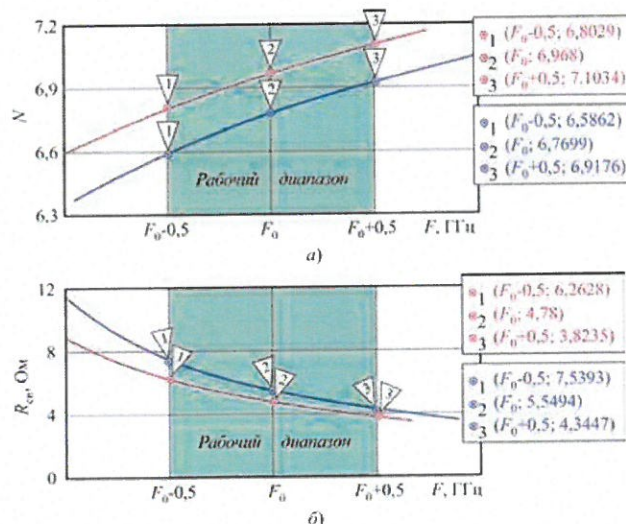 7,2
6,9
6,6
6,3
N
1
2
3
1
2
3
Рабочий диапазон
F₀-0,5
F₀
F₀+0,5
F, ГГц
1 (F₀-0,5; 6,8029)
2 (F₀; 6,968)
3 (F₀+0,5; 7,1034)
1 (F₀-0,5; 6,5862)
2 (F₀; 6,7699)
3 (F₀+0,5; 6,9176)
а)
12
8
4
0
Rсв, Ом
1
1
2
2
3
3
Рабочий диапазон
F₀-0,5
F₀
F₀+0,5
F, ГГц
1 (F₀-0,5; 6,2628)
2 (F₀; 4,78)
3 (F₀+0,5; 3,8235)
1 (F₀-0,5; 7,5393)
2 (F₀; 5,5494)
3 (F₀+0,5; 4,3447)
б)